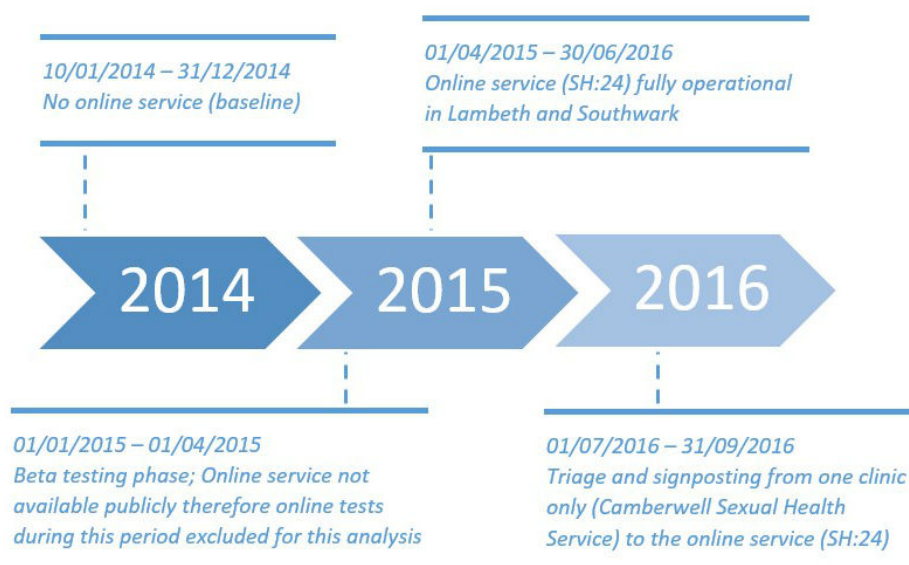 10/01/2014 – 31/12/2014
No online service (baseline)
01/04/2015 – 30/06/2016
Online service (SH:24) fully operational
in Lambeth and Southwark
2014
2015
2016
01/01/2015 – 01/04/2015
Beta testing phase; Online service not
available publicly therefore online tests
during this period excluded for this analysis
01/07/2016 – 31/09/2016
Triage and signposting from one clinic
only (Camberwell Sexual Health
Service) to the online service (SH:24)